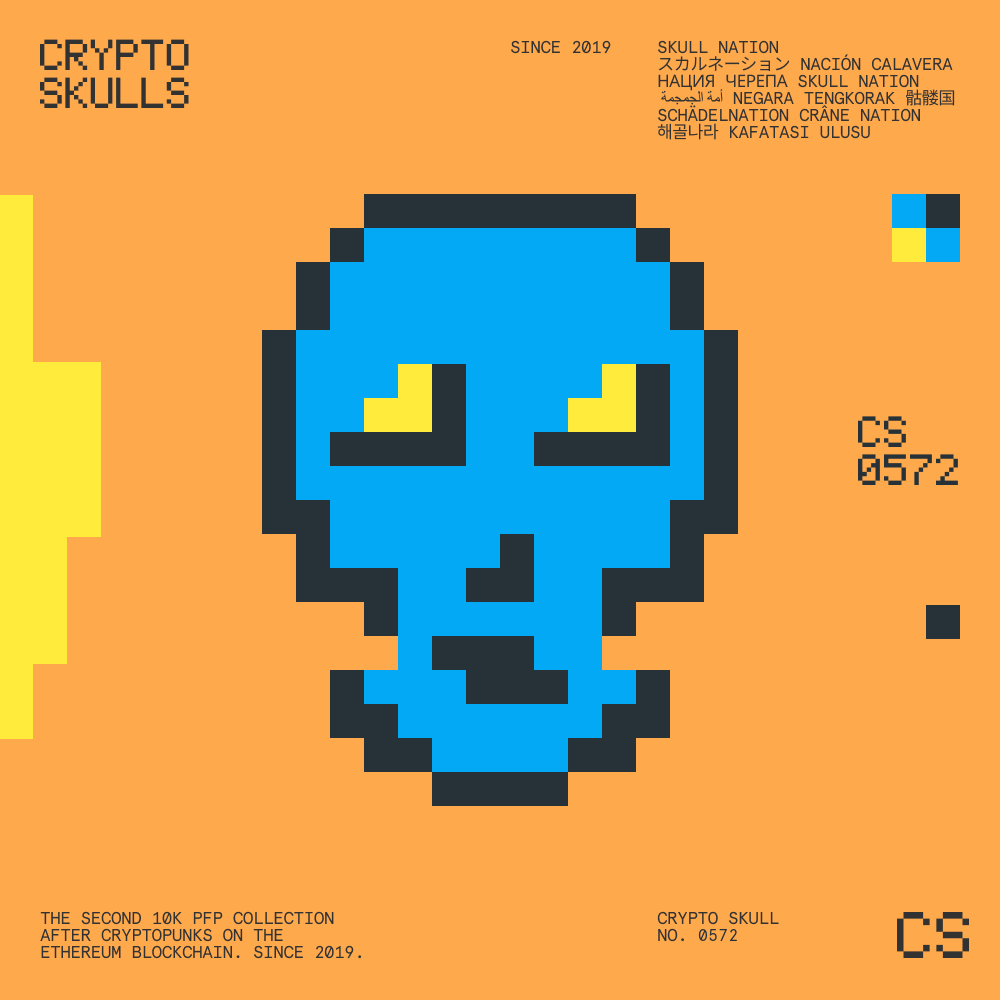 CRYPTO
SKULLS
SINCE 2019
SKULL NATION
スカルネーション NACIÓN CALAVERA
НАЦИЯ ЧЕРЕПА SKULL NATION
أمة الجمجمة NEGARA TENGKORAK 骷髅国
SCHÄDELNATION CRÂNE NATION
해골나라 KAFATASI ULUSU
CS
0572
THE SECOND 10K PFP COLLECTION
AFTER CRYPTOPUNKS ON THE
ETHEREUM BLOCKCHAIN. SINCE 2019.
CRYPTO SKULL
NO. 0572
CS